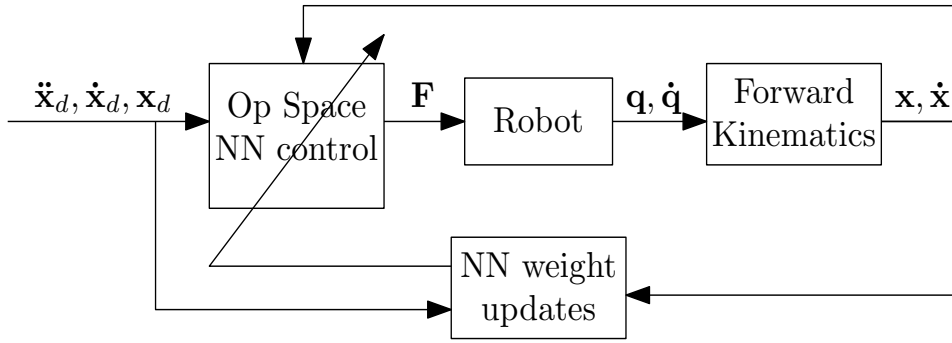 ẍ_d, ẋ_d, x_d
Op Space
NN control
F
Robot
q, q̇
Forward
Kinematics
x, ẋ
NN weight
updates